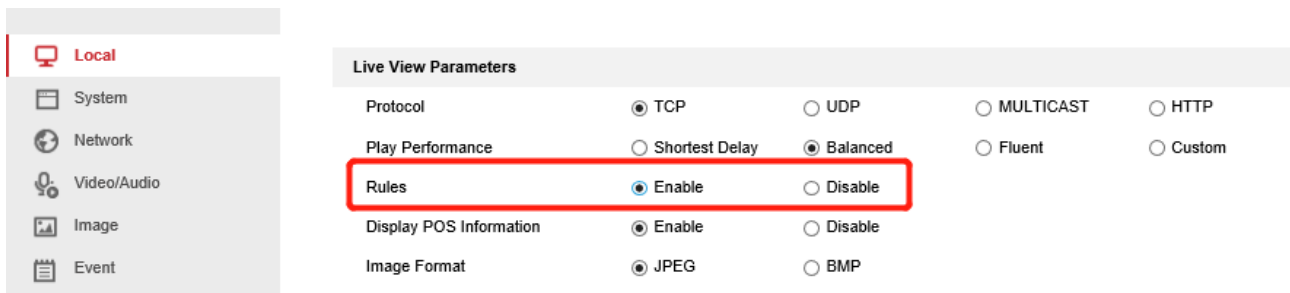 Local
System
Network
Video/Audio
Image
Event
Live View Parameters
Protocol TCP UDP MULTICAST HTTP
Play Performance Shortest Delay Balanced Fluent Custom
Rules Enable Disable
Display POS Information Enable Disable
Image Format JPEG BMP